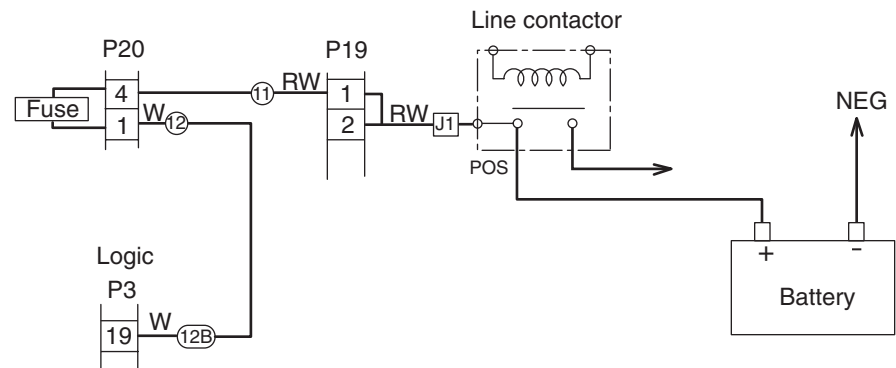 Line contactor
P20
P19
4
11
RW
1
Fuse
1
W
12
2
RW
J1
POS
NEG
Logic
P3
19
W
12B
+
-
Battery